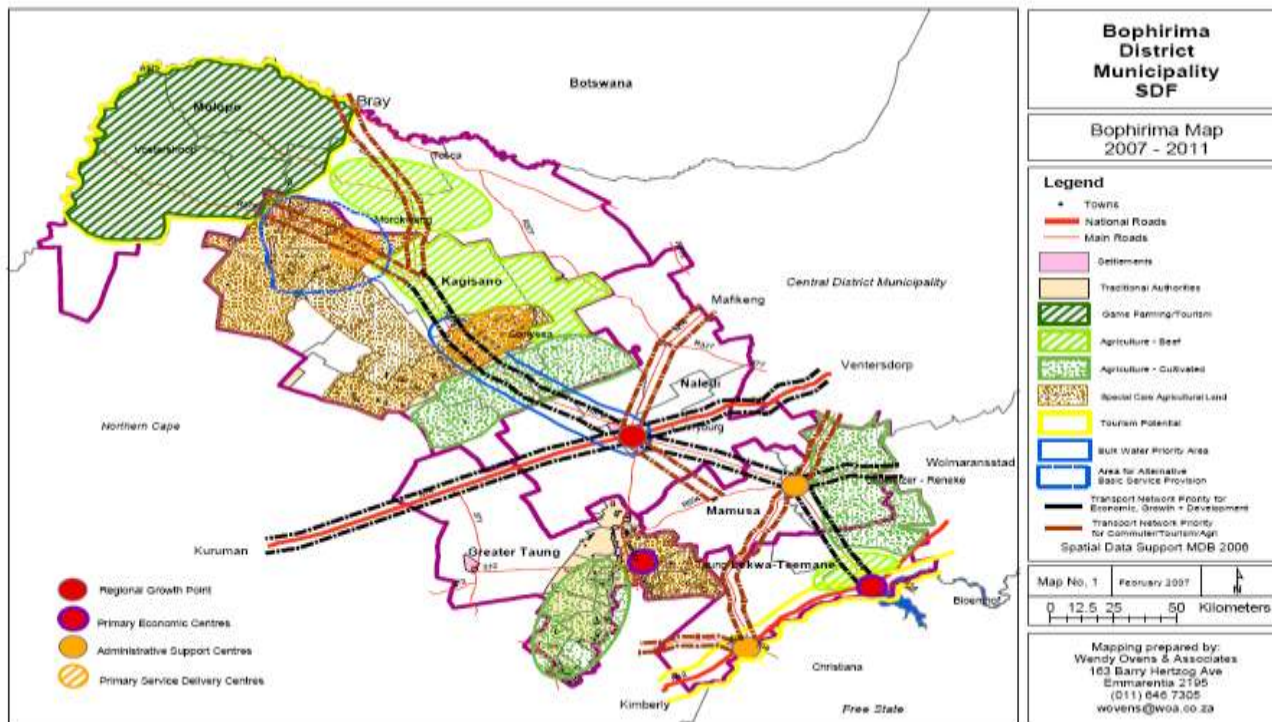 Botswana
Molopo
Bray
Vostershoop
Tosca
Morokweng
Kagisano
Ganyesa
Central District Municipality
Mafikeng
Ventersdorp
Naledi
Northern Cape
Wolmaransstad
Mamusa
Kuruman
Greater Taung
Lekwa-Teemane
Christiana
Kimberly
Free State
Regional Growth Point
Primary Economic Centres
Administrative Support Centres
Primary Service Delivery Centres
Bophirima
District
Municipality
SDF
Bophirima Map
2007 - 2011
Legend
Towns
National Roads
Main Roads
Settlements
Traditional Authorities
Game Farming/Tourism
Agriculture - Beef
Agriculture - Cultivated
Special Care Agricultural Land
Tourism Potential
Bulk Water Priority Area
Area for Alternative
Basic Service Provision
Transport Network Priority for
Economic, Growth + Development
Transport Network Priority
for Commuter/Tourism/Agri
Spatial Data Support MDB 2006
Map No. 1
February 2007
N
0 12.5 25 50 Kilometers
Mapping prepared by:
Wendy Ovens & Associates
163 Barry Hertzog Ave
Emmarentia 2195
(011) 646 7305
wovens@woa.co.za